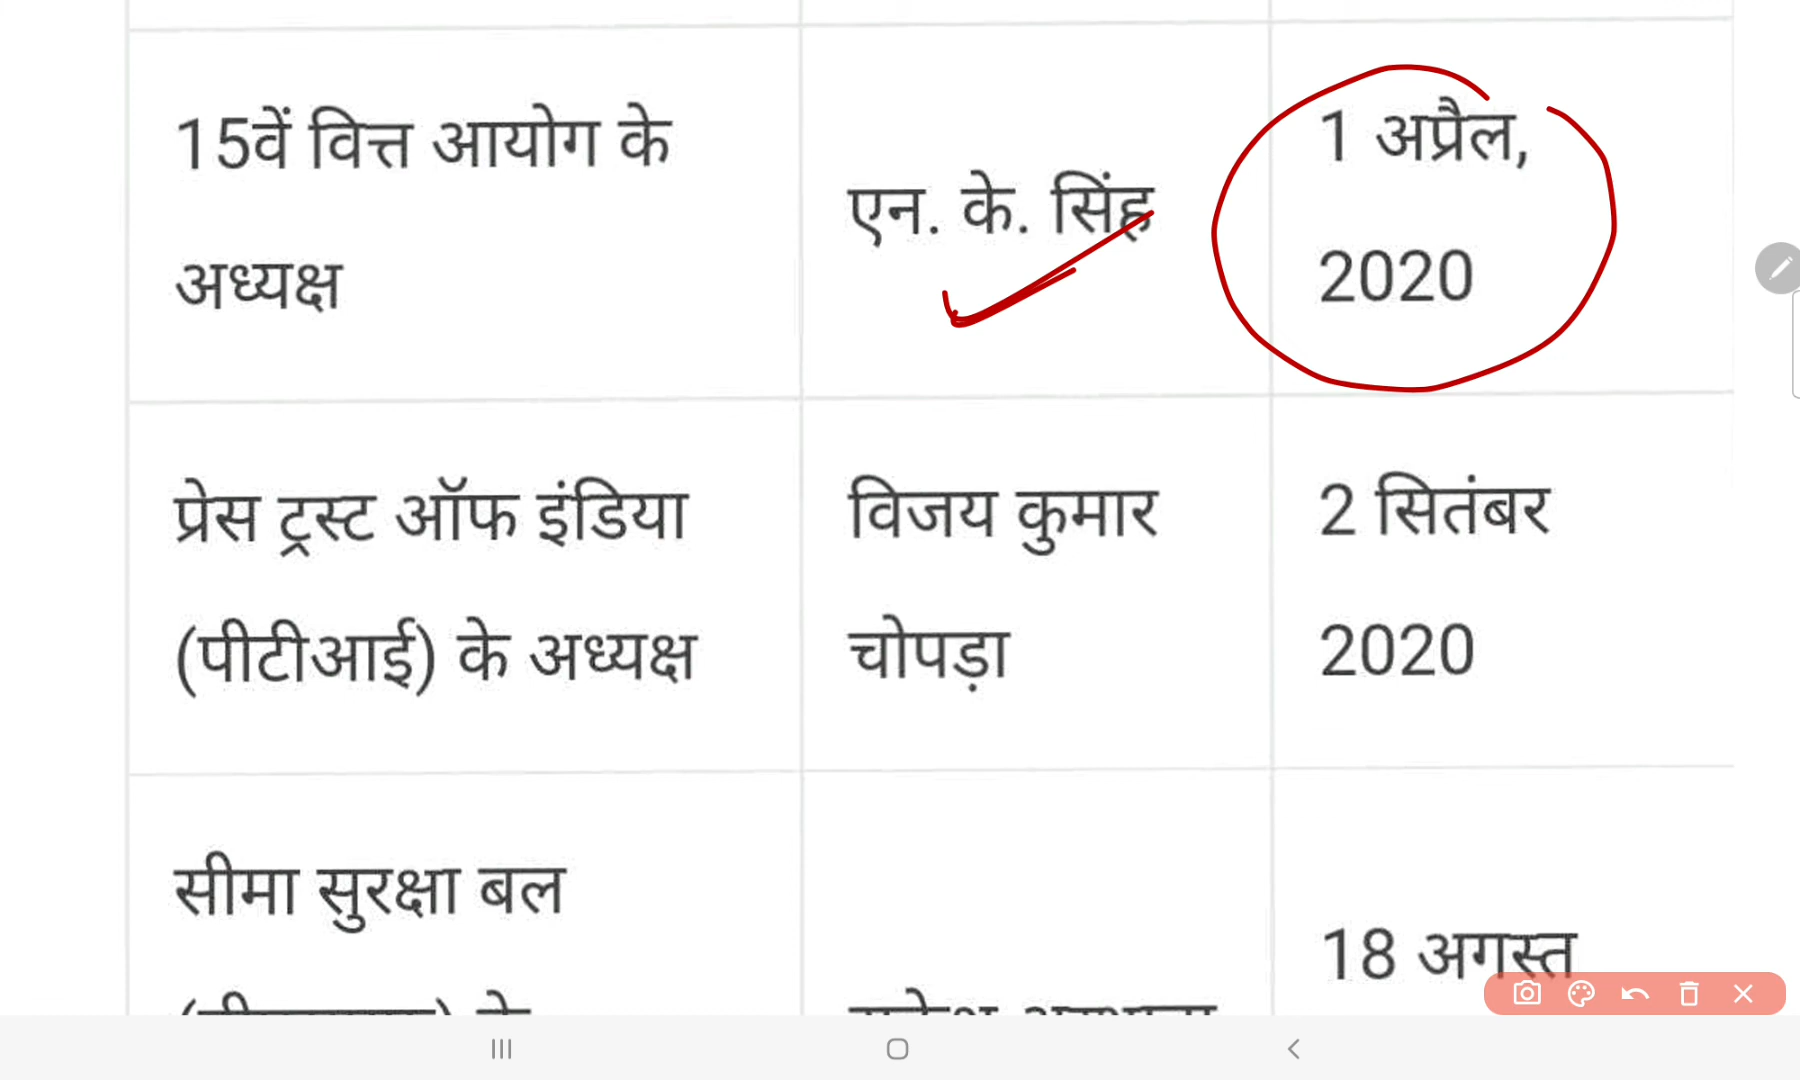 15वें वित्त आयोग के
अध्यक्ष
एन. के. सिंह
1 अप्रैल,
2020
प्रेस ट्रस्ट ऑफ इंडिया
(पीटीआई) के अध्यक्ष
विजय कुमार
चोपड़ा
2 सितंबर
2020
सीमा सुरक्षा बल
18 अगस्त